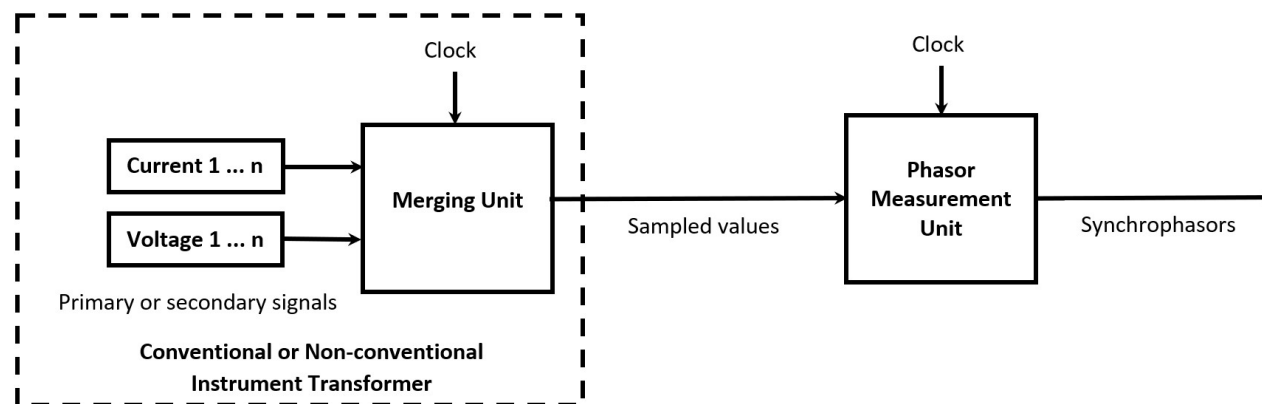 Clock
Current 1 ... n
Voltage 1 ... n
Merging Unit
Primary or secondary signals
Conventional or Non-conventional
Instrument Transformer
Sampled values
Clock
Phasor
Measurement
Unit
Synchrophasors